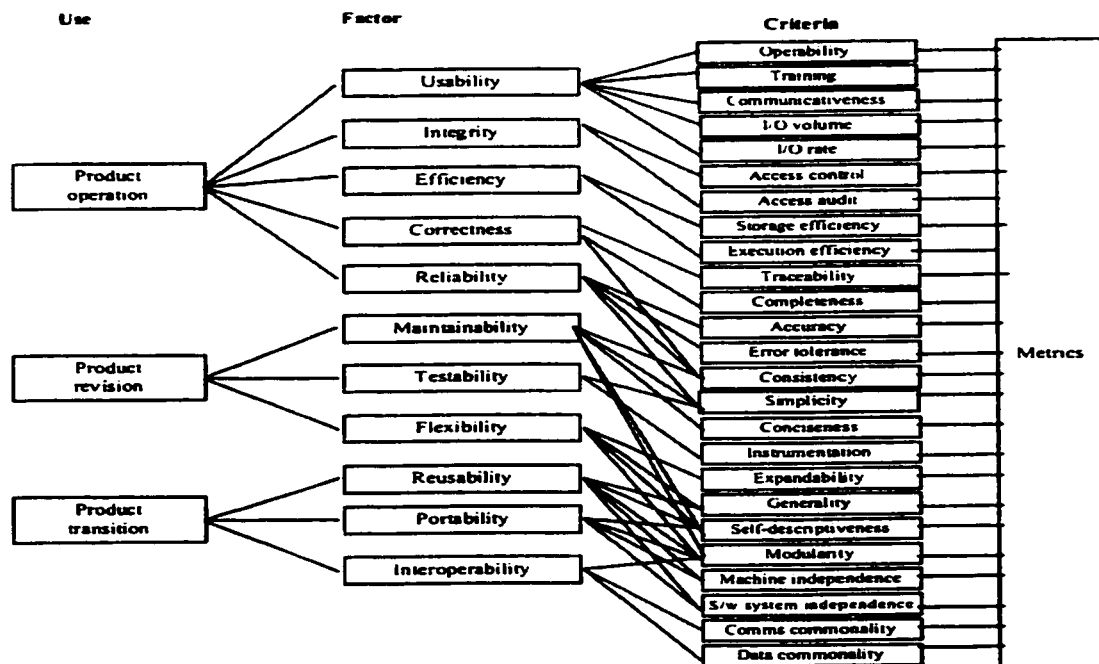 Use
Factor
Criteria
Product
operation
Product
revision
Product
transition
Usability
Integrity
Efficiency
Correctness
Reliability
Maintainability
Testability
Flexibility
Reusability
Portability
Interoperability
Operability
Training
Communicativeness
I/O volume
I/O rate
Access control
Access audit
Storage efficiency
Execution efficiency
Traceability
Completeness
Accuracy
Error tolerance
Consistency
Simplicity
Conciseness
Instrumentation
Expandability
Generality
Self-descriptiveness
Modularity
Machine independence
S/w system independence
Comms commonality
Data commonality
Metrics